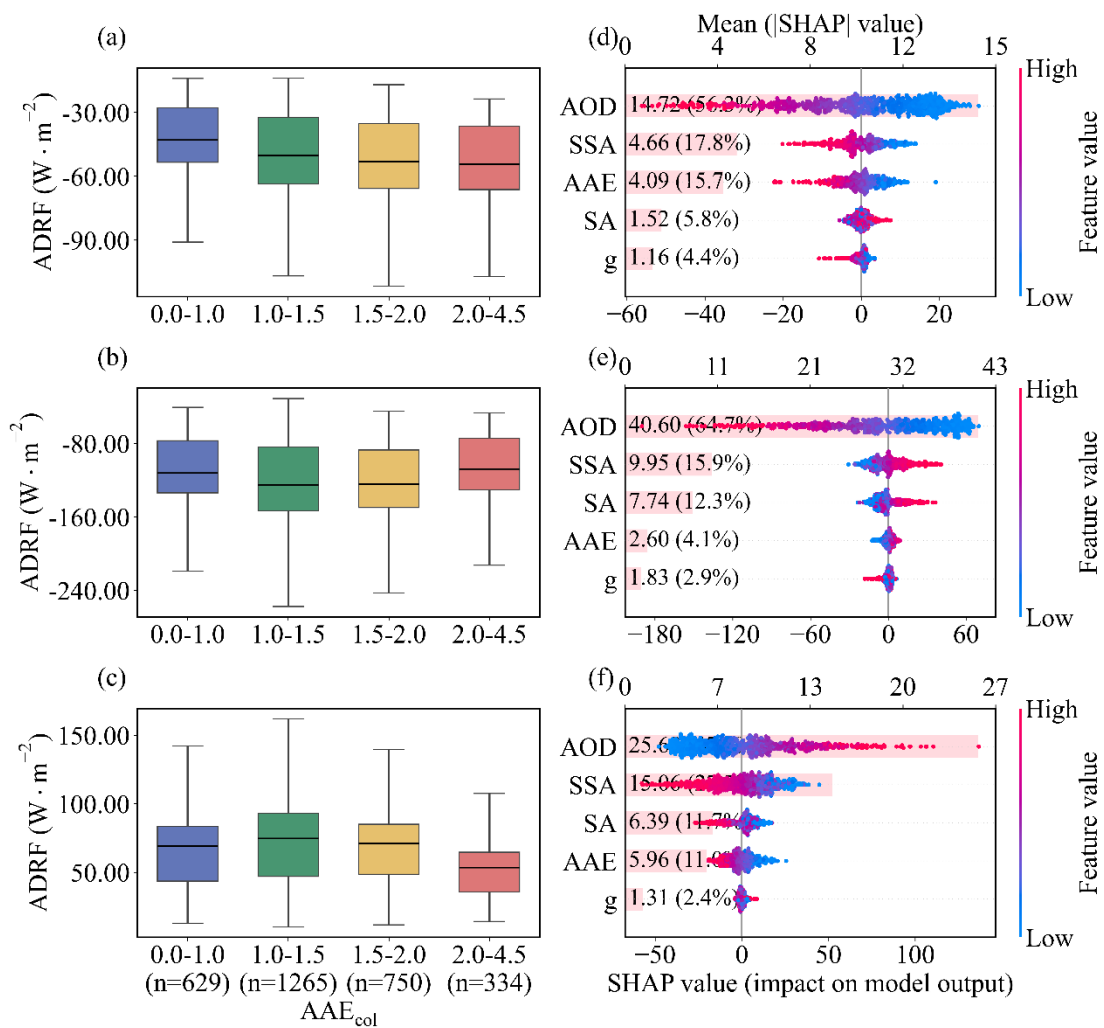 (a)
ADRF (W · m⁻²)
-30.00
-60.00
-90.00
0.0-1.0 1.0-1.5 1.5-2.0 2.0-4.5
(d)
Mean (|SHAP| value)
0 4 8 12 15
AOD 14.72 (56.2%)
SSA 4.66 (17.8%)
AAE 4.09 (15.7%)
SA 1.52 (5.8%)
g 1.16 (4.4%)
−60 −40 −20 0 20
High
Feature value
Low
(b)
ADRF (W · m⁻²)
-80.00
-160.00
-240.00
0.0-1.0 1.0-1.5 1.5-2.0 2.0-4.5
(e)
0 11 21 32 43
AOD 40.60 (64.7%)
SSA 9.95 (15.9%)
SA 7.74 (12.3%)
AAE 2.60 (4.1%)
g 1.83 (2.9%)
−180 −120 −60 0 60
High
Feature value
Low
(c)
ADRF (W · m⁻²)
150.00
100.00
50.00
0.0-1.0 1.0-1.5 1.5-2.0 2.0-4.5
(n=629) (n=1265) (n=750) (n=334)
AAEcol
(f)
0 7 13 20 27
AOD
SSA 15.06
SA 6.39 (11.7%)
AAE 5.96
g 1.31 (2.4%)
−50 0 50 100
SHAP value (impact on model output)
High
Feature value
Low